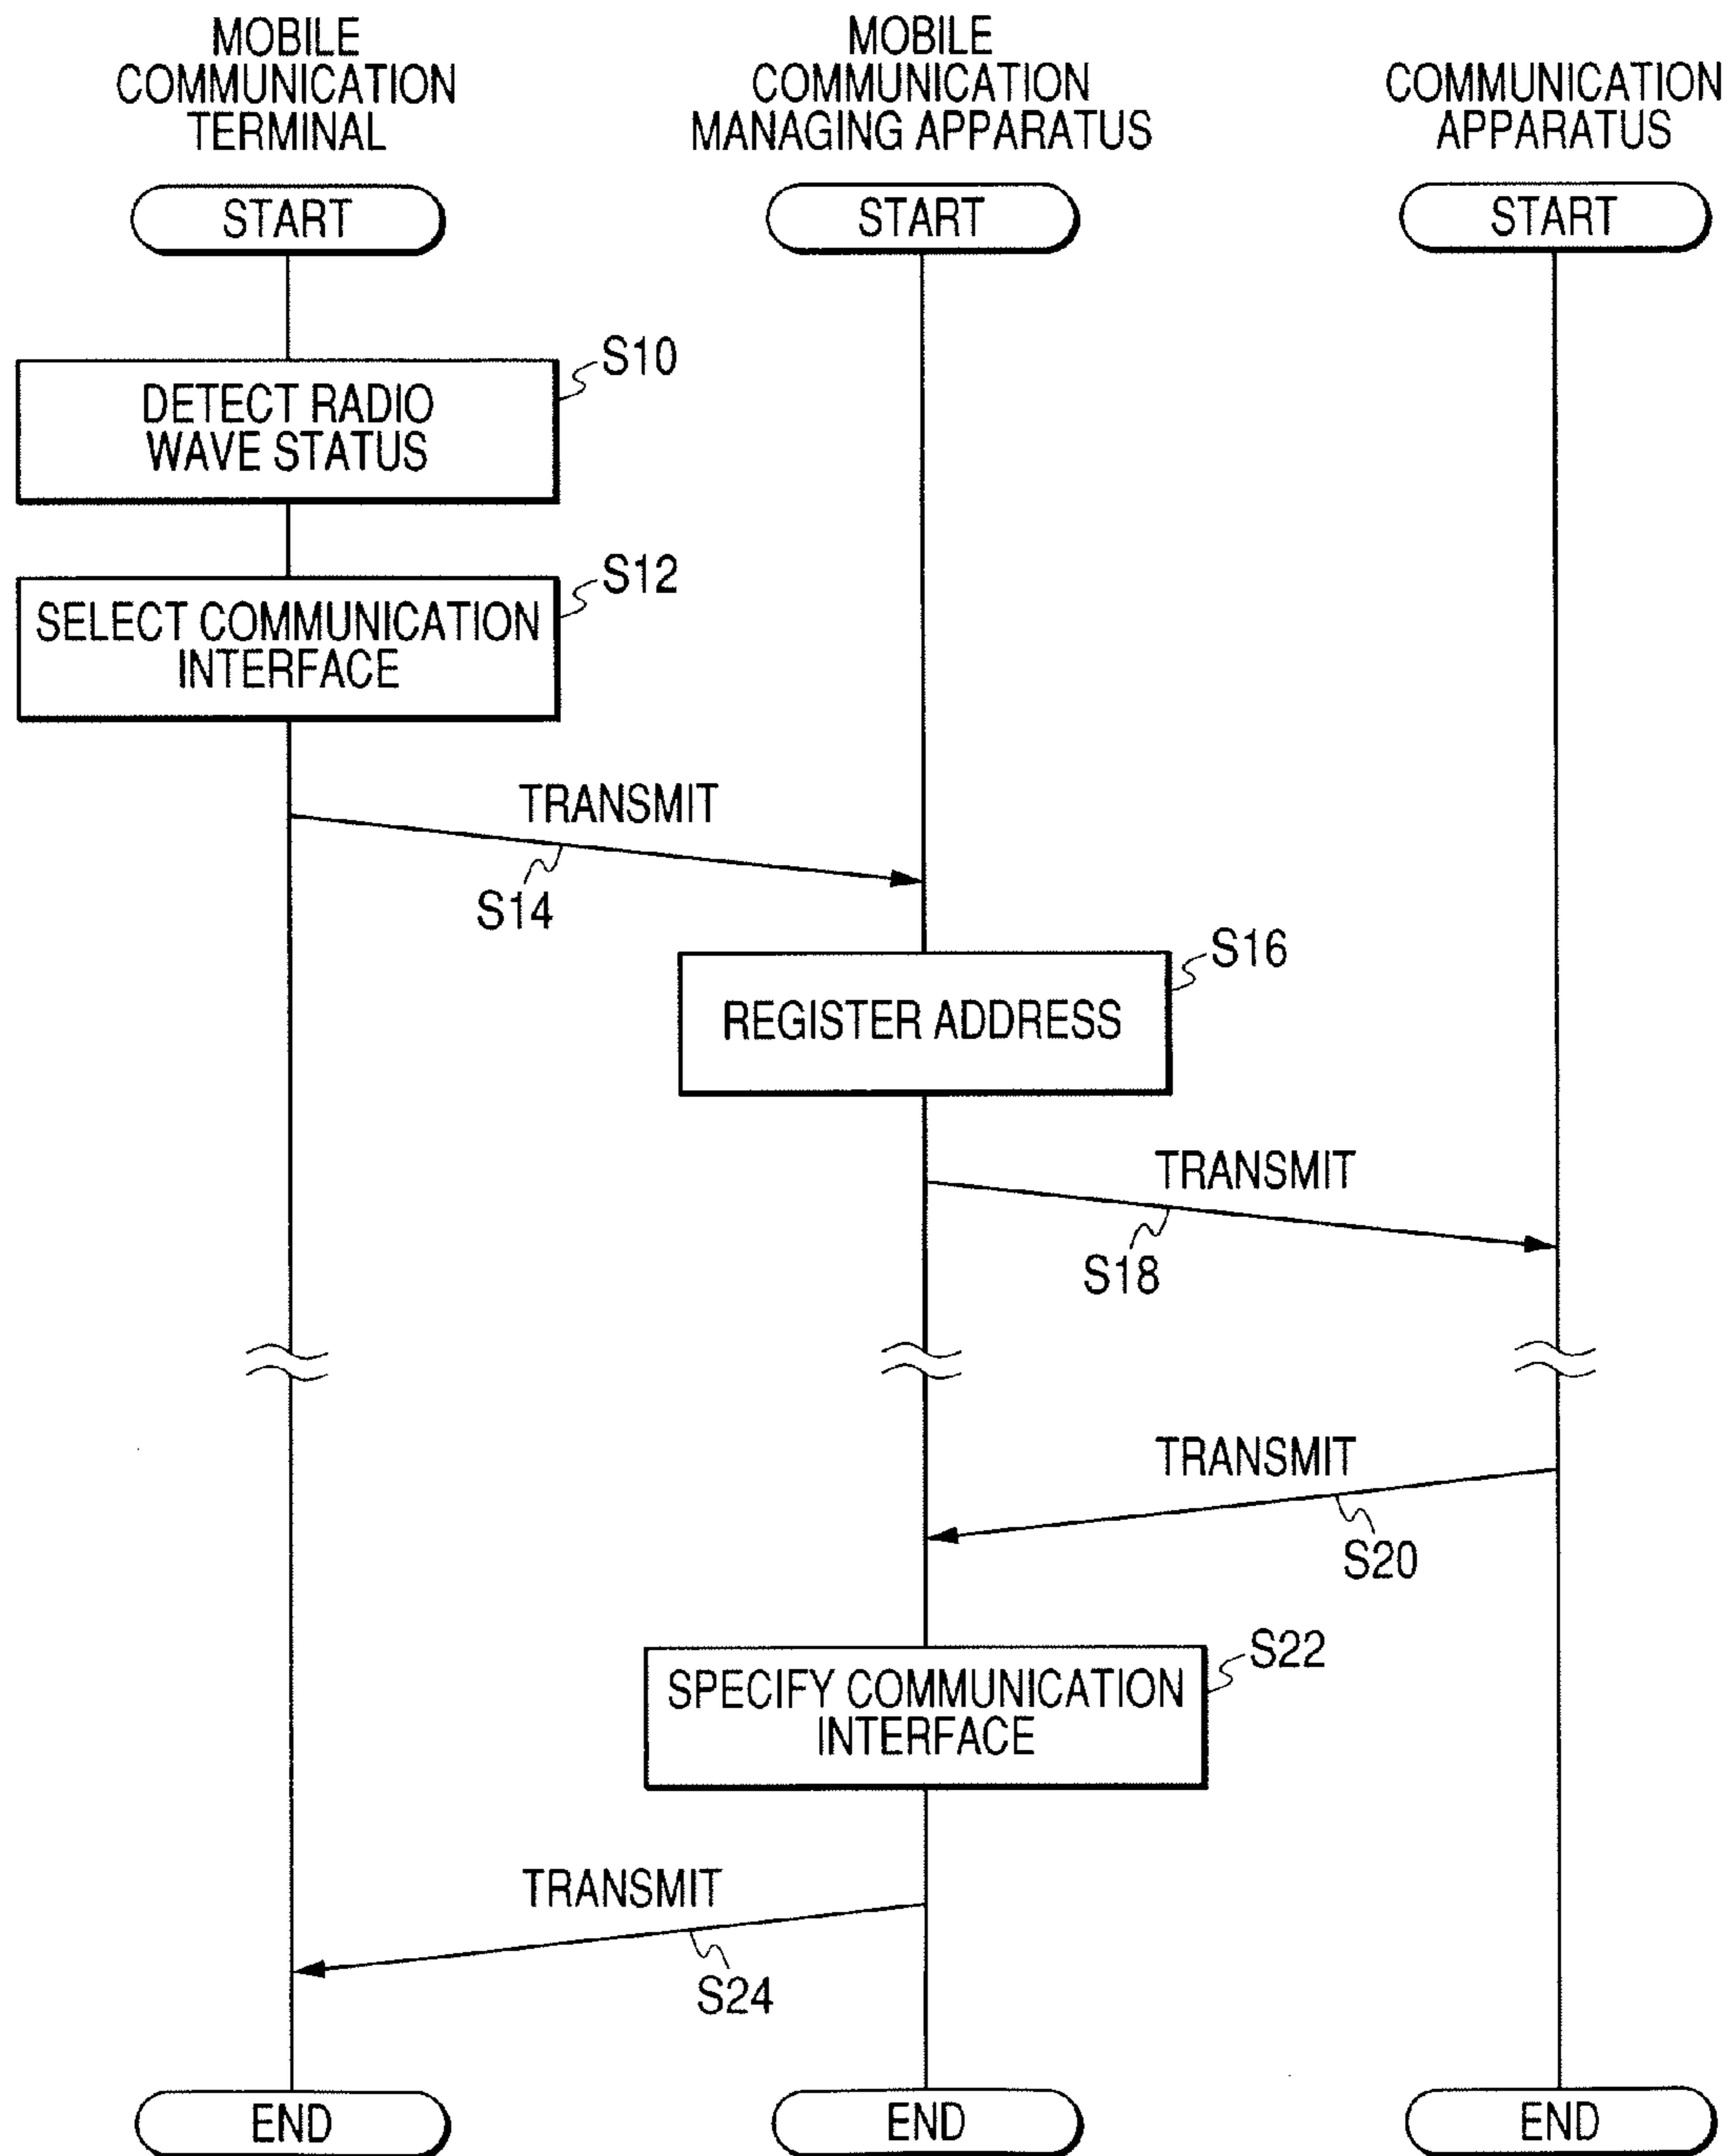 MOBILE
COMMUNICATION
TERMINAL
MOBILE
COMMUNICATION
MANAGING APPARATUS
COMMUNICATION
APPARATUS
START
START
START
S10
DETECT RADIO
WAVE STATUS
S12
SELECT COMMUNICATION
INTERFACE
TRANSMIT
S14
S16
REGISTER ADDRESS
TRANSMIT
S18
TRANSMIT
S20
S22
SPECIFY COMMUNICATION
INTERFACE
TRANSMIT
S24
END
END
END